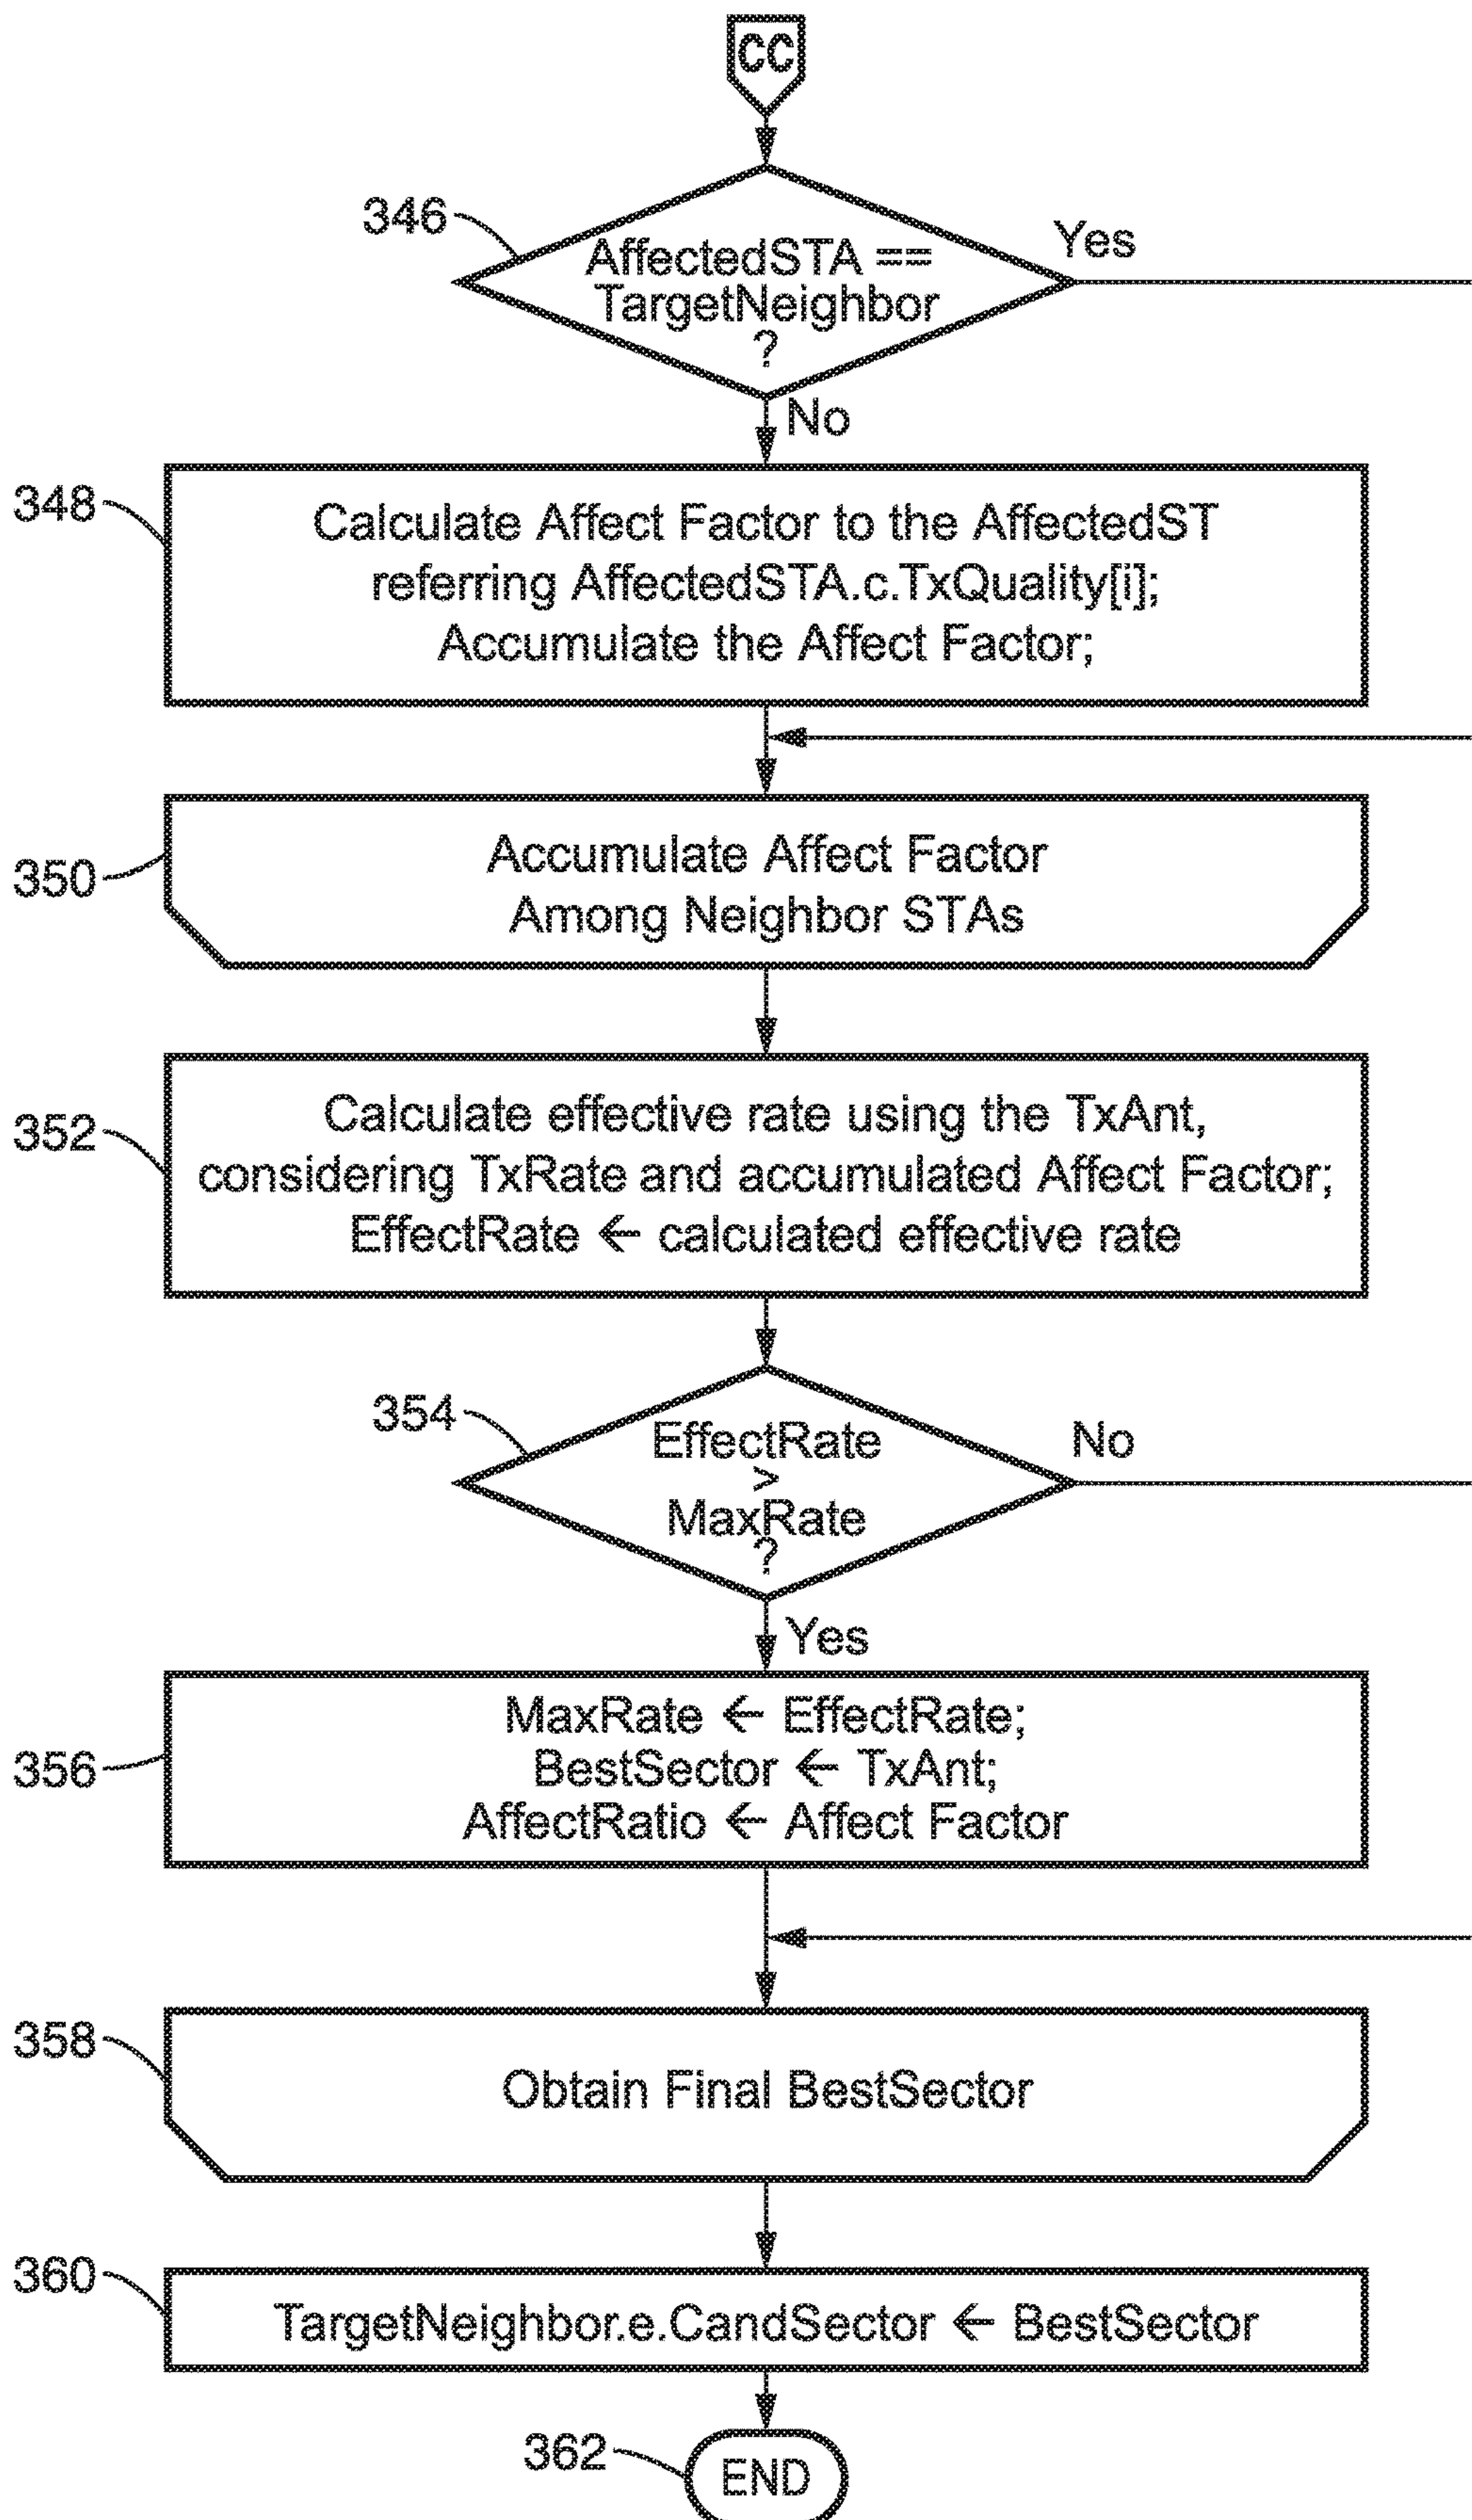 CC
346
AffectedSTA ==
TargetNeighbor
?
Yes
No
348
Calculate Affect Factor to the AffectedST
referring AffectedSTA.c.TxQuality[i];
Accumulate the Affect Factor;
350
Accumulate Affect Factor
Among Neighbor STAs
352
Calculate effective rate using the TxAnt,
considering TxRate and accumulated Affect Factor;
EffectRate ← calculated effective rate
354
EffectRate
>
MaxRate
?
No
Yes
356
MaxRate ← EffectRate;
BestSector ← TxAnt;
AffectRatio ← Affect Factor
358
Obtain Final BestSector
360
TargetNeighbor.e.CandSector ← BestSector
362
END